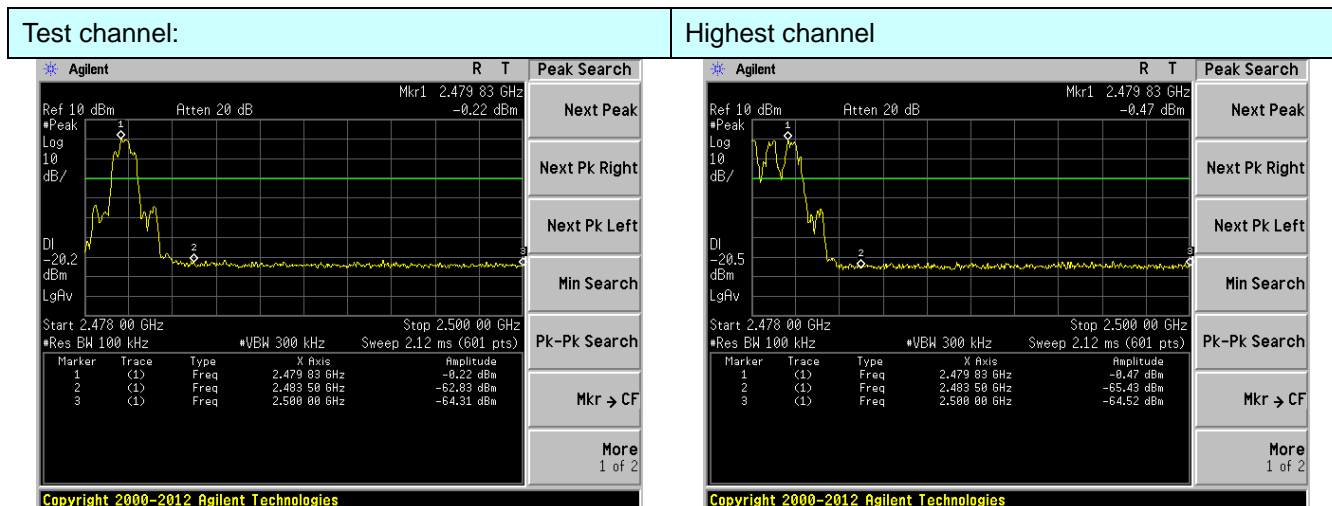 Test channel:
Highest channel
Agilent R T
Mkr1 2.479 83 GHz
Ref 10 dBm Atten 20 dB -0.22 dBm
#Peak
Log
10
dB/
1
2
3
DI
-20.2
dBm
LgAv
Start 2.478 00 GHz Stop 2.500 00 GHz
#Res BW 100 kHz #VBW 300 kHz Sweep 2.12 ms (601 pts)
Marker Trace Type X Axis Amplitude
1 (1) Freq 2.479 83 GHz -0.22 dBm
2 (1) Freq 2.483 50 GHz -62.83 dBm
3 (1) Freq 2.500 00 GHz -64.31 dBm
Copyright 2000-2012 Agilent Technologies
Peak Search
Next Peak
Next Pk Right
Next Pk Left
Min Search
Pk-Pk Search
Mkr → CF
More
1 of 2
Agilent R T
Mkr1 2.479 83 GHz
Ref 10 dBm Atten 20 dB -0.47 dBm
#Peak
Log
10
dB/
1
2
3
DI
-20.5
dBm
LgAv
Start 2.478 00 GHz Stop 2.500 00 GHz
#Res BW 100 kHz #VBW 300 kHz Sweep 2.12 ms (601 pts)
Marker Trace Type X Axis Amplitude
1 (1) Freq 2.479 83 GHz -0.47 dBm
2 (1) Freq 2.483 50 GHz -65.43 dBm
3 (1) Freq 2.500 00 GHz -64.52 dBm
Copyright 2000-2012 Agilent Technologies
Peak Search
Next Peak
Next Pk Right
Next Pk Left
Min Search
Pk-Pk Search
Mkr → CF
More
1 of 2